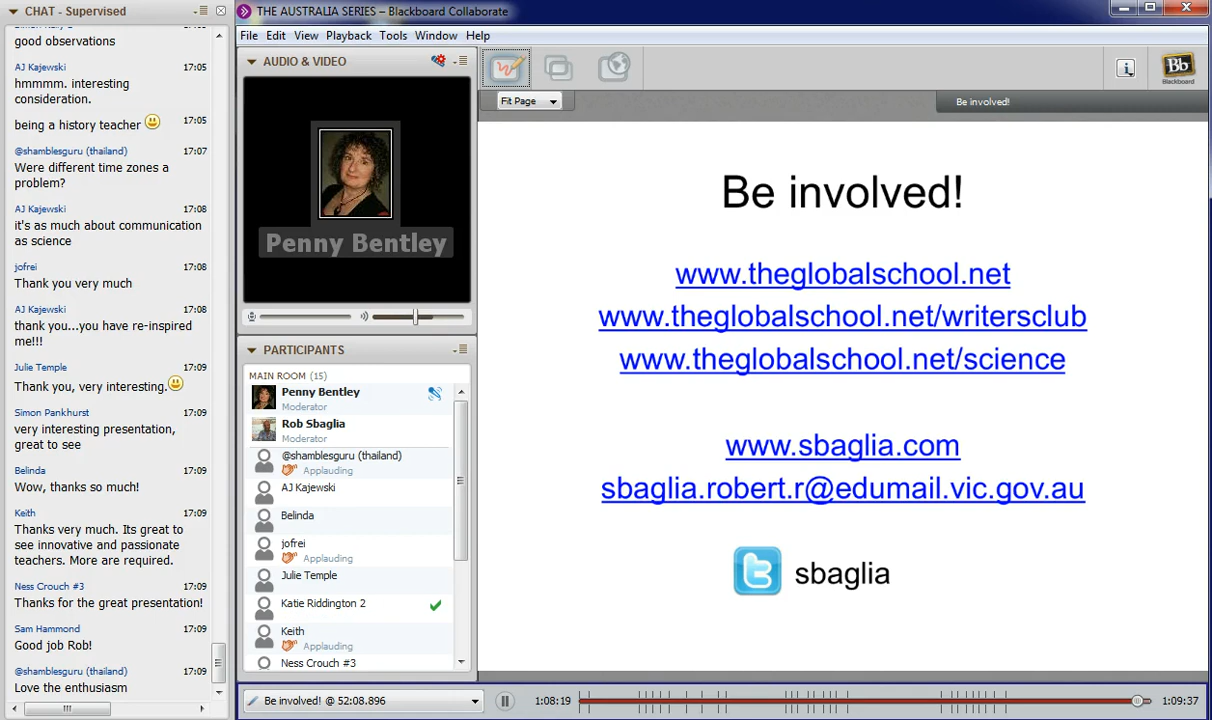 CHAT - Supervised
good observations
AJ Kajewski 17:05
hmmmm. interesting
consideration.
being a history teacher 17:05
@shamblesguru (thailand) 17:07
Were different time zones a
problem?
AJ Kajewski 17:08
it's as much about communication
as science
jofrei 17:08
Thank you very much
AJ Kajewski 17:08
thank you...you have re-inspired
me!!!
Julie Temple 17:09
Thank you, very interesting.
Simon Pankhurst 17:09
very interesting presentation,
great to see
Belinda 17:09
Wow, thanks so much!
Keith 17:09
Thanks very much. Its great to
see innovative and passionate
teachers. More are required.
Ness Crouch #3 17:09
Thanks for the great presentation!
Sam Hammond 17:09
Good job Rob!
@shamblesguru (thailand) 17:09
Love the enthusiasm
THE AUSTRALIA SERIES – Blackboard Collaborate
File Edit View Playback Tools Window Help
AUDIO & VIDEO
Penny Bentley
PARTICIPANTS
MAIN ROOM (15)
Penny Bentley
Moderator
Rob Sbaglia
Moderator
@shamblesguru (thailand)
Applauding
AJ Kajewski
Belinda
jofrei
Applauding
Julie Temple
Katie Riddington 2
Keith
Applauding
Ness Crouch #3
Bb
Blackboard
Fit Page
Be involved!
Be involved!
www.theglobalschool.net
www.theglobalschool.net/writersclub
www.theglobalschool.net/science
www.sbaglia.com
sbaglia.robert.r@edumail.vic.gov.au
sbaglia
Be involved! @ 52:08.896
1:08:19
1:09:37